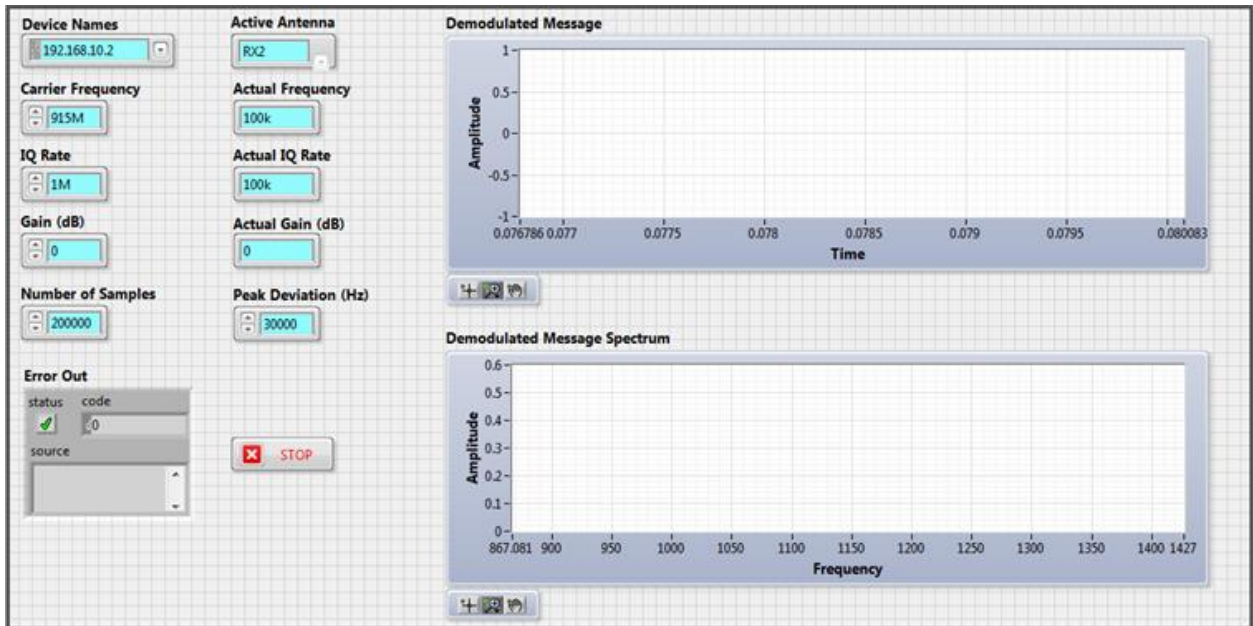 Device Names
192.168.10.2
Active Antenna
RX2
Carrier Frequency
915M
Actual Frequency
100k
IQ Rate
1M
Actual IQ Rate
100k
Gain (dB)
0
Actual Gain (dB)
0
Number of Samples
200000
Peak Deviation (Hz)
30000
Error Out
status code
0
source
STOP
Demodulated Message
1
0.5
0
-0.5
-1
Amplitude
0.076786 0.077 0.0775 0.078 0.0785 0.079 0.0795 0.080083
Time
Demodulated Message Spectrum
0.6
0.5
0.4
0.3
0.2
0.1
0
Amplitude
867.081 900 950 1000 1050 1100 1150 1200 1250 1300 1350 1400 1427
Frequency